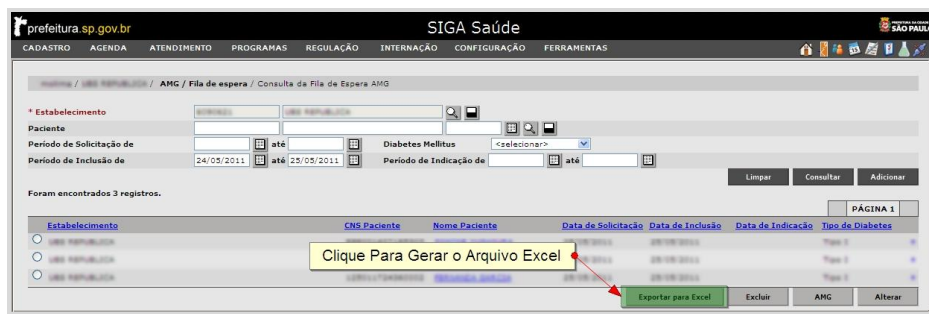 prefeitura.sp.gov.br SIGA Saúde SÃO PAULO
CADASTRO AGENDA ATENDIMENTO PROGRAMAS REGULAÇÃO INTERNAÇÃO CONFIGURAÇÃO FERRAMENTAS
/ AMG / Fila de espera / Consulta da Fila de Espera AMG
* Estabelecimento
Paciente
Período de Solicitação de até Diabetes Mellitus <selecionar>
Período de Inclusão de 24/05/2011 até 25/05/2011 Período de Indicação de até
Limpar Consultar Adicionar
Foram encontrados 3 registros.
PÁGINA 1
Estabelecimento CNS Paciente Nome Paciente Data de Solicitação Data de Inclusão Data de Indicação Tipo de Diabetes
Clique Para Gerar o Arquivo Excel
Exportar para Excel Excluir AMG Alterar